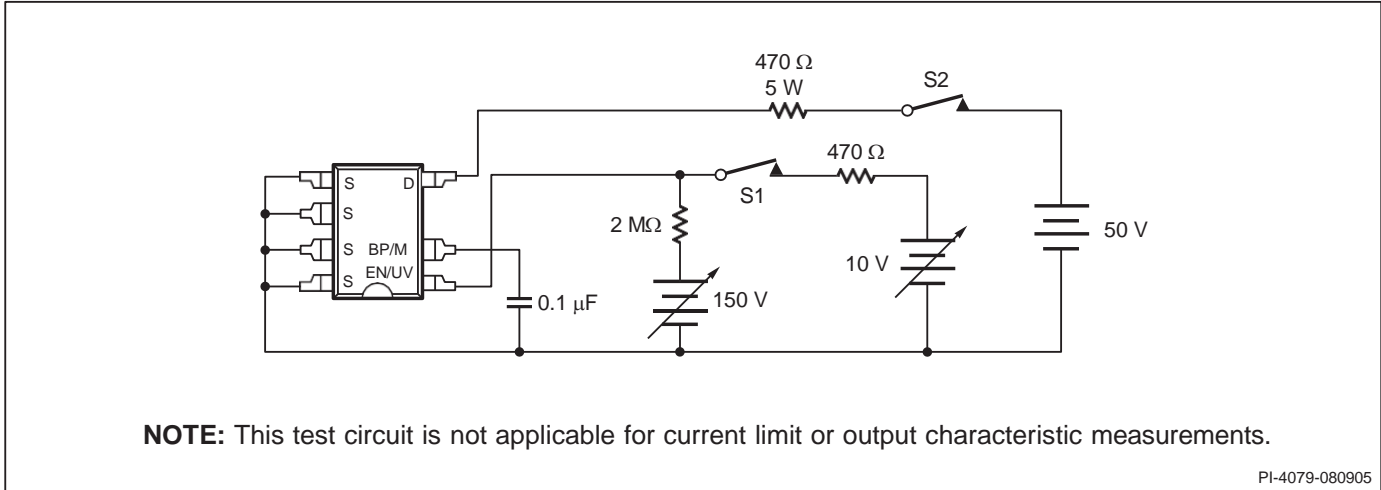 470 Ω
5 W
S2
470 Ω
S1
S D
S
S BP/M
EN/UV
S
2 MΩ
0.1 μF
150 V
10 V
50 V
NOTE: This test circuit is not applicable for current limit or output characteristic measurements.
PI-4079-080905